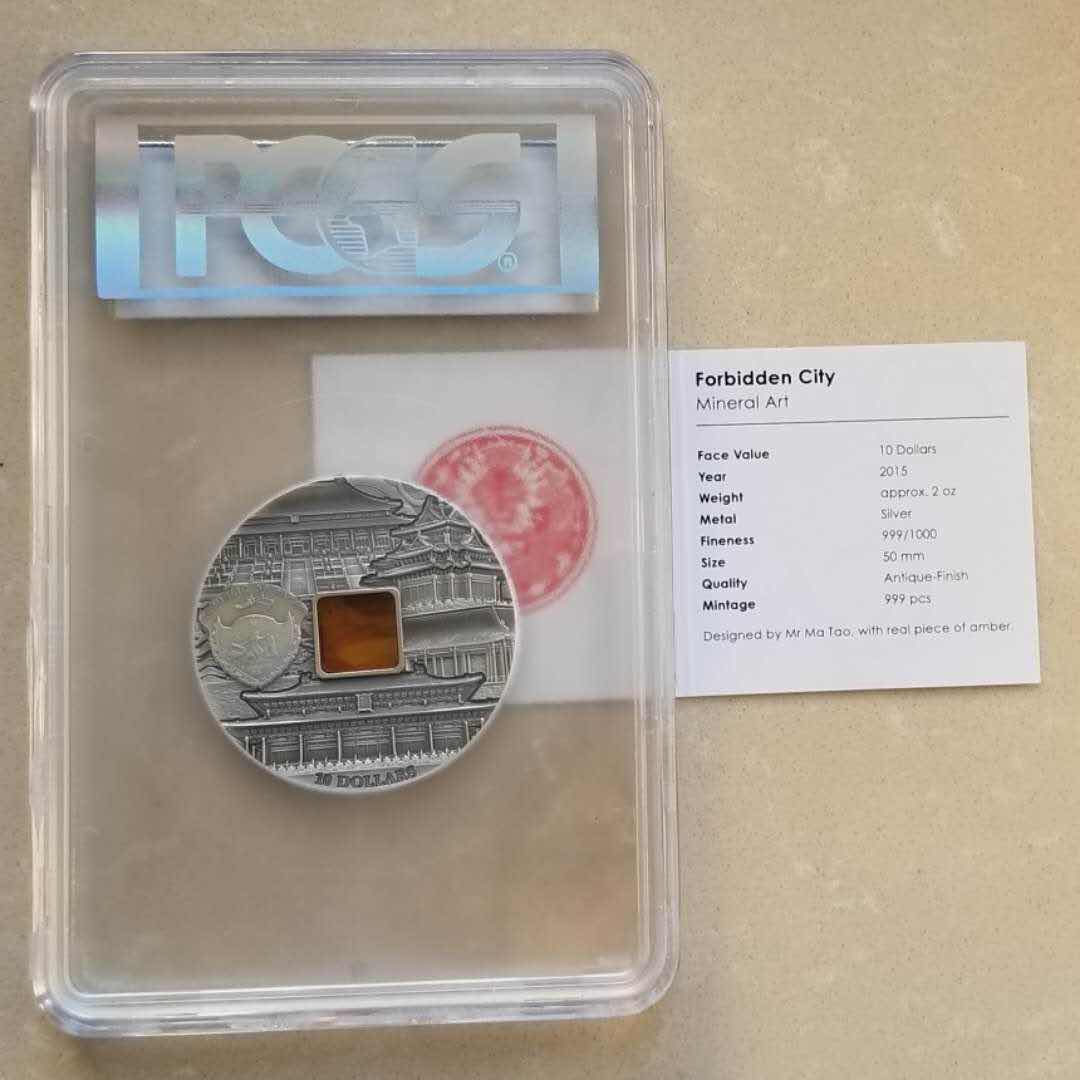 PCGS
®
Forbidden City
Mineral Art
Face Value 10 Dollars
Year 2015
Weight approx. 2 oz
Metal Silver
Fineness 999/1000
Size 50 mm
Quality Antique-Finish
Mintage 999 pcs
Designed by Mr Ma Tao, with real piece of amber.
10 DOLLARS